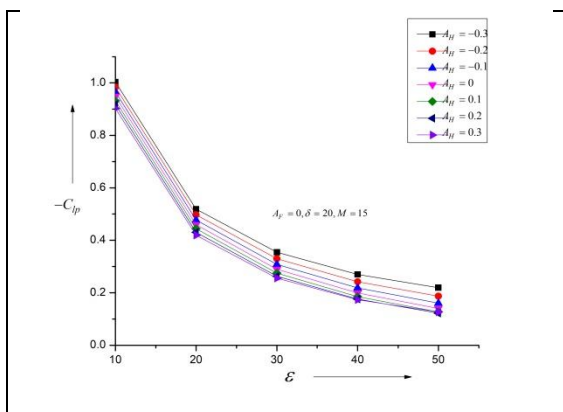 A_H = −0.3
A_H = −0.2
A_H = −0.1
A_H = 0
A_H = 0.1
A_H = 0.2
A_H = 0.3
1.0
0.8
0.6
−C_lp
A_F = 0, δ = 20, M = 15
0.4
0.2
0.0
10 20 30 40 50
ε